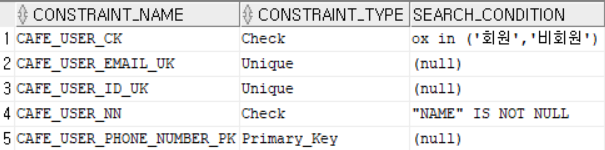 CONSTRAINT_NAME CONSTRAINT_TYPE SEARCH_CONDITION
1 CAFE_USER_CK Check ox in ('회원','비회원')
2 CAFE_USER_EMAIL_UK Unique (null)
3 CAFE_USER_ID_UK Unique (null)
4 CAFE_USER_NN Check "NAME" IS NOT NULL
5 CAFE_USER_PHONE_NUMBER_PK Primary_Key (null)